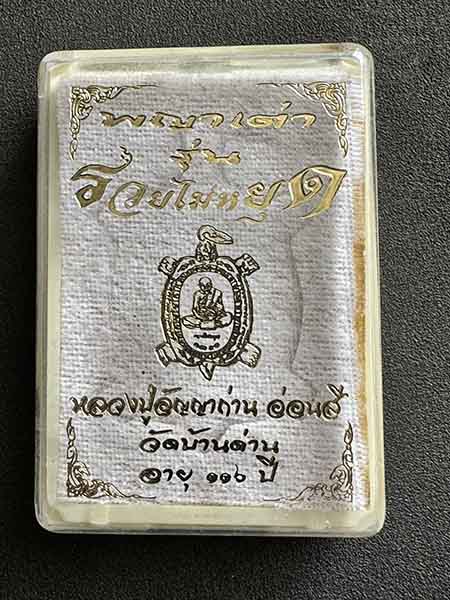 พญาเต่า
รุ่น
รวยไม่หยุด
หลวงปู่อัญญาถ่าน อ่อนสี
วัดบ้านด่าน
อายุ ๑๑๖ ปี